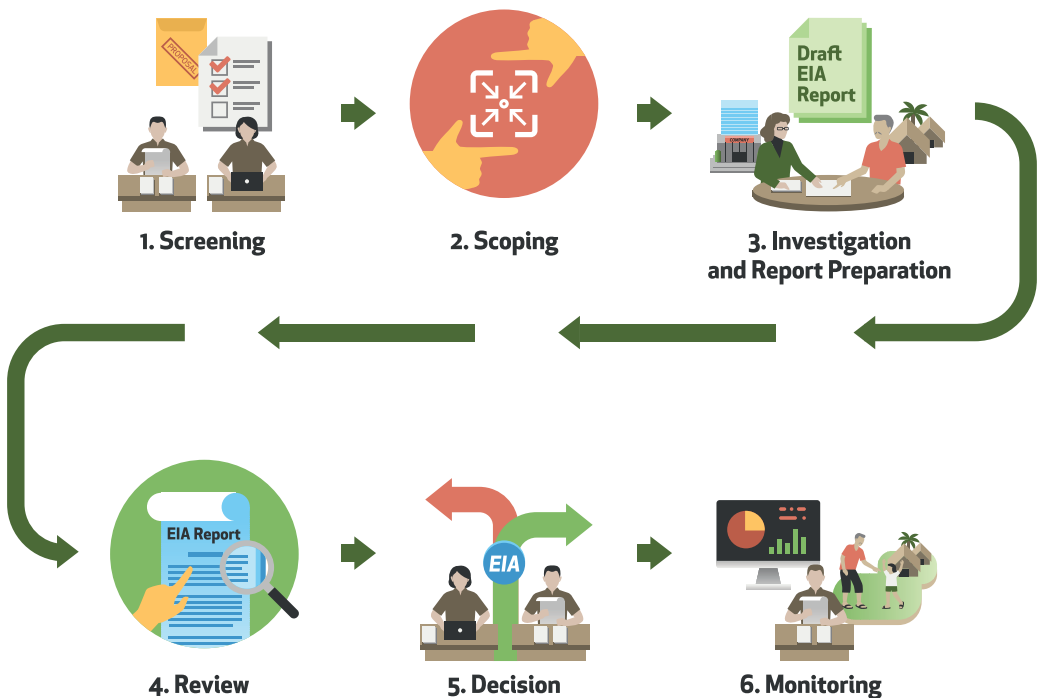 PROPOSAL
Draft
EIA
Report
COMPANY
1. Screening
2. Scoping
3. Investigation
and Report Preparation
EIA Report
EIA
4. Review
5. Decision
6. Monitoring